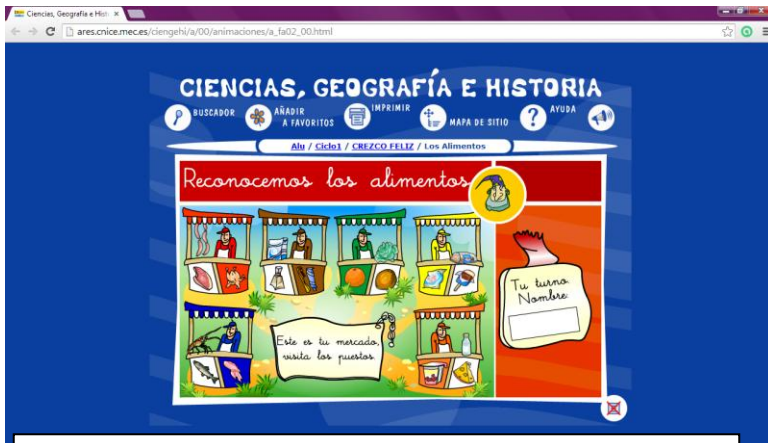 Ciencias, Geografía e Hist
ares.cnice.mec.es/ciengehi/a/00/animaciones/a_fa02_00.html
CIENCIAS, GEOGRAFÍA E HISTORIA
BUSCADOR
AÑADIR
A FAVORITOS
IMPRIMIR
MAPA DE SITIO
AYUDA
Alu / Ciclo1 / CREZCO FELIZ / Los Alimentos
Reconocemos los alimentos
Tu turno.
Nombre:
Este es tu mercado,
visita los puestos.